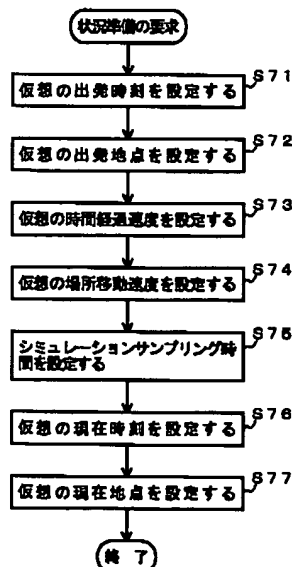 状況準備の要求
S71
仮想の出発時刻を設定する
S72
仮想の出発地点を設定する
S73
仮想の時間経過速度を設定する
S74
仮想の場所移動速度を設定する
S75
シミュレーションサンプリング時
間を設定する
S76
仮想の現在時刻を設定する
S77
仮想の現在地点を設定する
終了